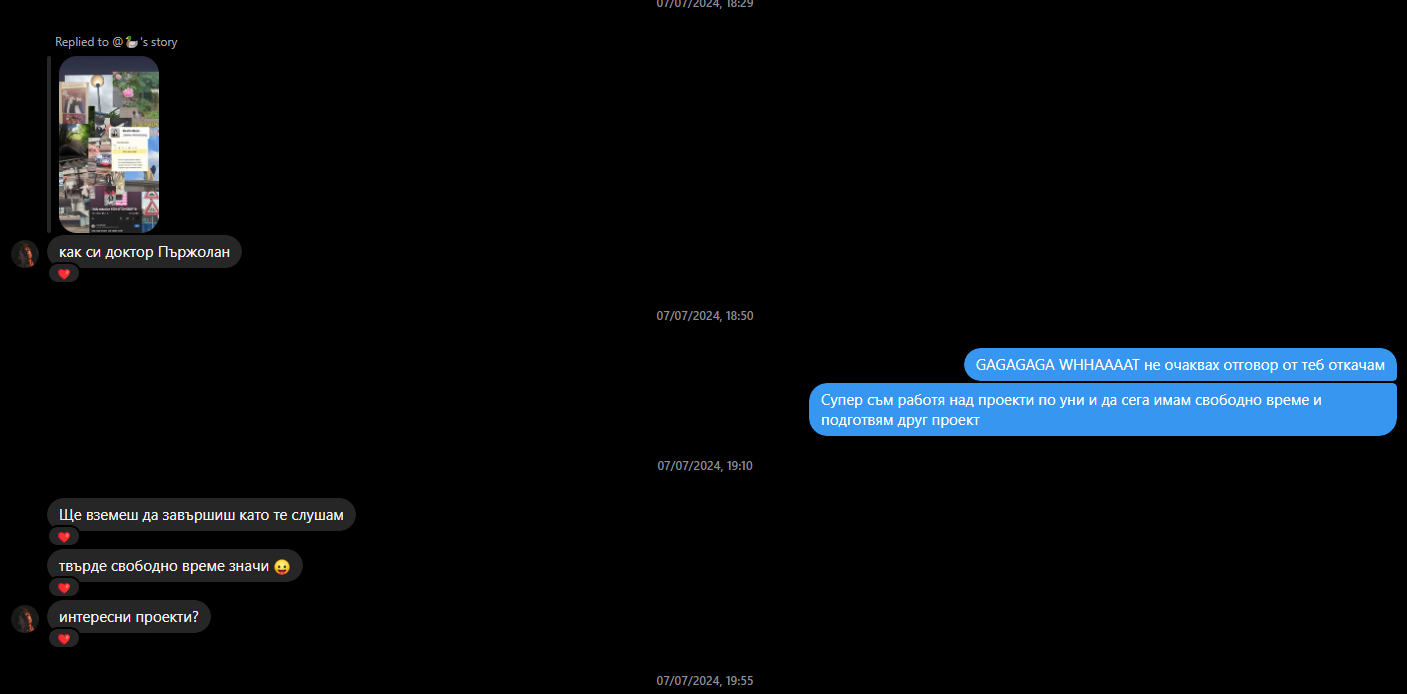 07/07/2024, 18:29
Replied to @🦆's story
как си доктор Пържолан
❤️
07/07/2024, 18:50
GAGAGAGA WHHAAAAT не очаквах отговор от теб откачам
Супер съм работя над проекти по уни и да сега имам свободно време и
подготвям друг проект
07/07/2024, 19:10
Ще вземеш да завършиш като те слушам
❤️
твърде свободно време значи 😛
❤️
интересни проекти?
❤️
07/07/2024, 19:55